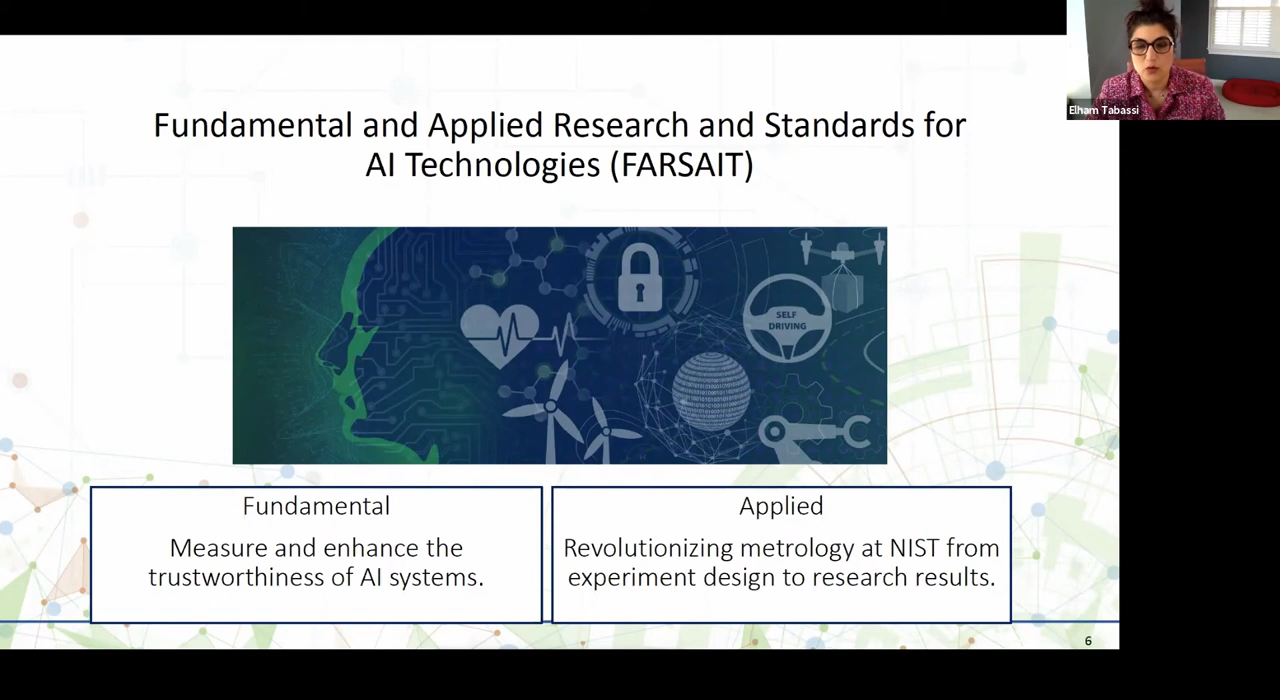 Elham Tabassi
Fundamental and Applied Research and Standards for
AI Technologies (FARSAIT)
SELF
DRIVING
Fundamental
Measure and enhance the
trustworthiness of AI systems.
Applied
Revolutionizing metrology at NIST from
experiment design to research results.
6